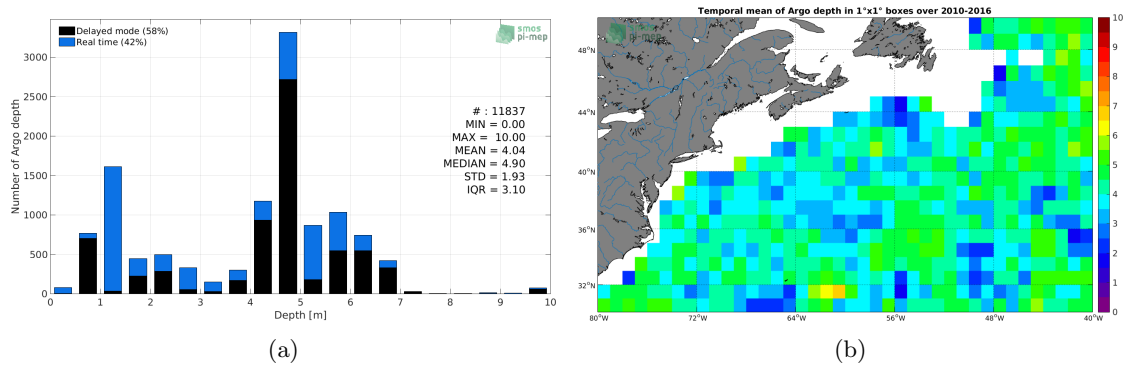 Delayed mode (58%)
Real time (42%)
smos
pi-mep
# : 11837
MIN = 0.00
MAX = 10.00
MEAN = 4.04
MEDIAN = 4.90
STD = 1.93
IQR = 3.10
Number of Argo depth
3500
3000
2500
2000
1500
1000
500
0
0 1 2 3 4 5 6 7 8 9 10
Depth [m]
(a)
Temporal mean of Argo depth in 1°x1° boxes over 2010-2016
smos
pi-mep
48°N
44°N
40°N
36°N
32°N
80°W 72°W 64°W 56°W 48°W 40°W
10
9
8
7
6
5
4
3
2
1
0
(b)